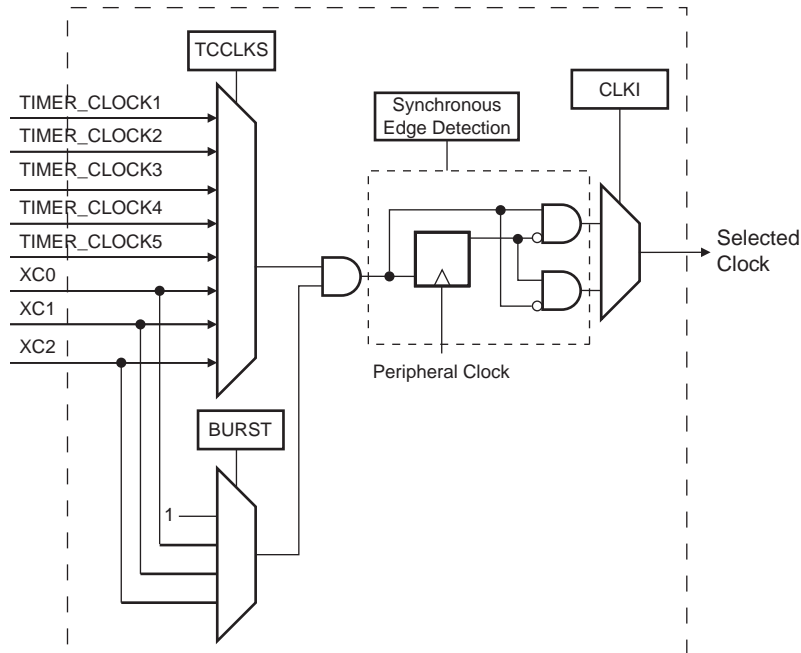 TCCLKS
TIMER_CLOCK1
TIMER_CLOCK2
TIMER_CLOCK3
TIMER_CLOCK4
TIMER_CLOCK5
XC0
XC1
XC2
CLKI
Synchronous
Edge Detection
Selected
Clock
Peripheral Clock
BURST
1